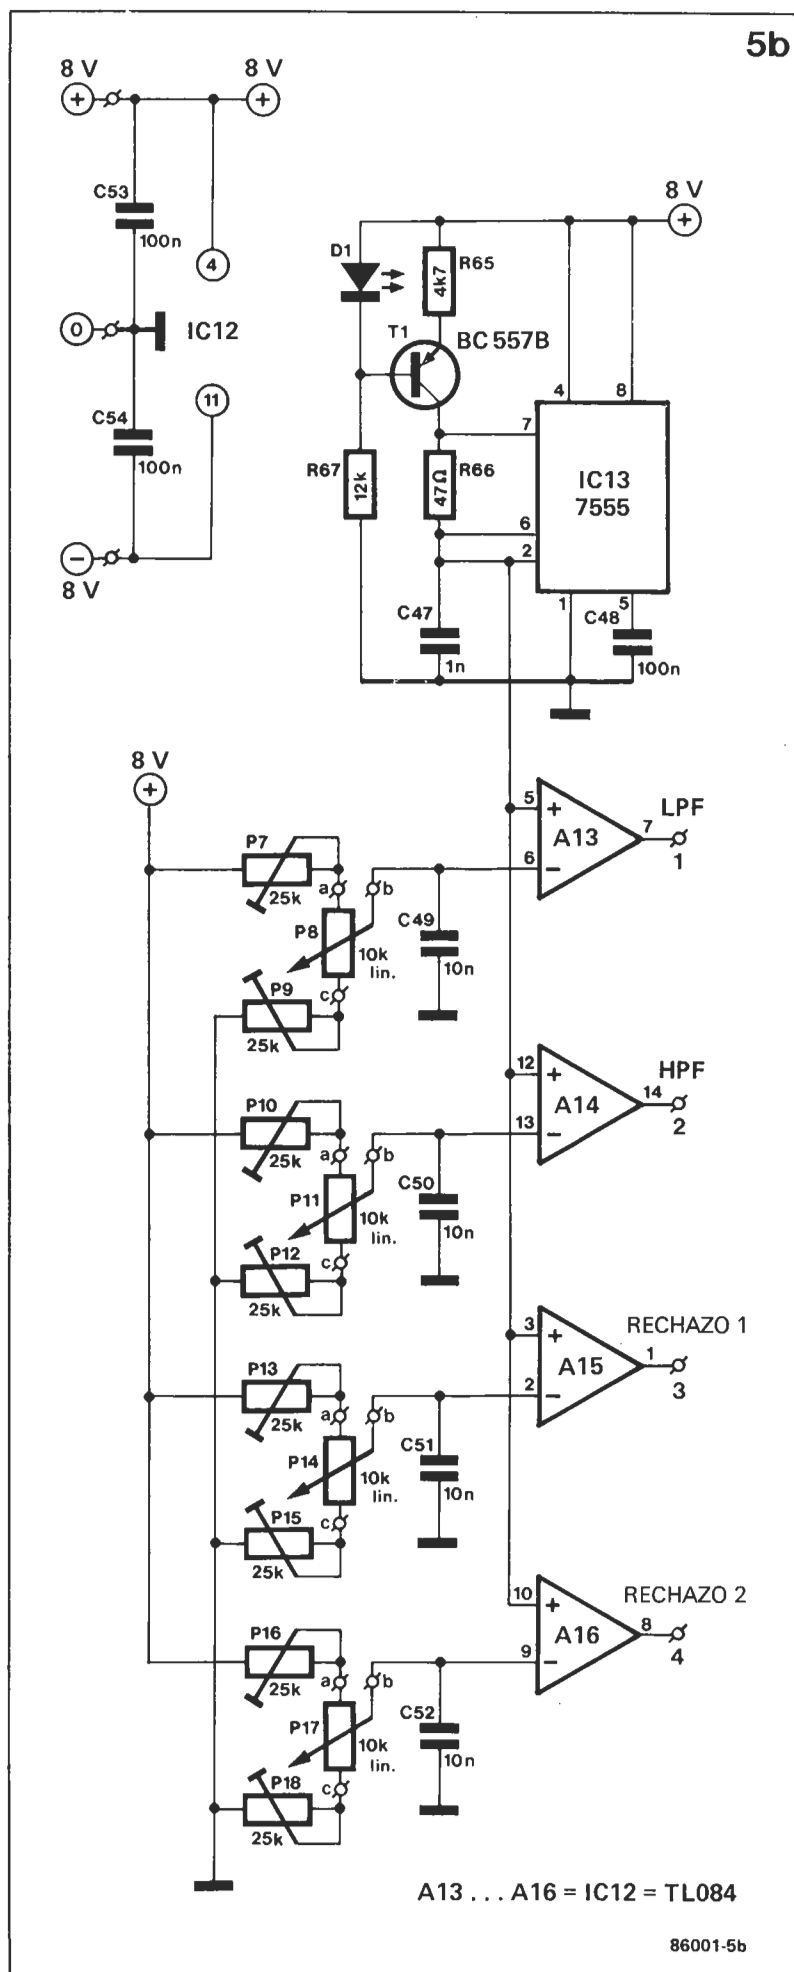 5b
8 V
8 V
+
+
C53
100n
4
0
IC12
11
C54
100n
−
8 V
8 V
+
D1
R65
4k7
T1
BC 557B
4
8
7
R67
12k
47Ω
R66
IC13
7555
6
2
1
5
C47
1n
C48
100n
8 V
+
P7
25k
a
b
P8
10k
lin.
P9
25k
c
C49
10n
5
+
6
−
A13
7
LPF
1
P10
25k
a
b
P11
10k
lin.
P12
25k
c
C50
10n
12
+
13
−
A14
14
HPF
2
P13
25k
a
b
P14
10k
lin.
P15
25k
c
C51
10n
3
+
2
−
A15
1
RECHAZO 1
3
P16
25k
a
b
P17
10k
lin.
P18
25k
c
C52
10n
10
+
9
−
A16
8
RECHAZO 2
4
A13 . . . A16 = IC12 = TL084
86001-5b